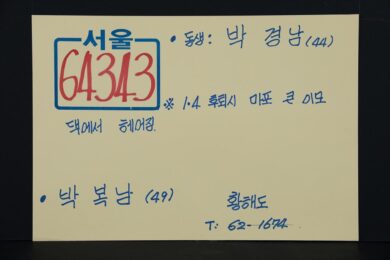 서울
64343
• 동생: 박 경남 (44)
※ 1·4 후퇴시 마포 큰 이모
댁에서 헤어짐.
• 박 복남 (49)
황해도
T: 62-1674